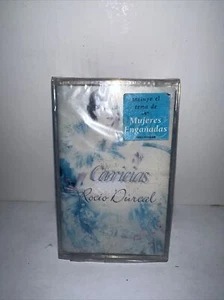 incluye el
tema de
Mujeres
Engañadas
Caricias
Rocío Dúrcal